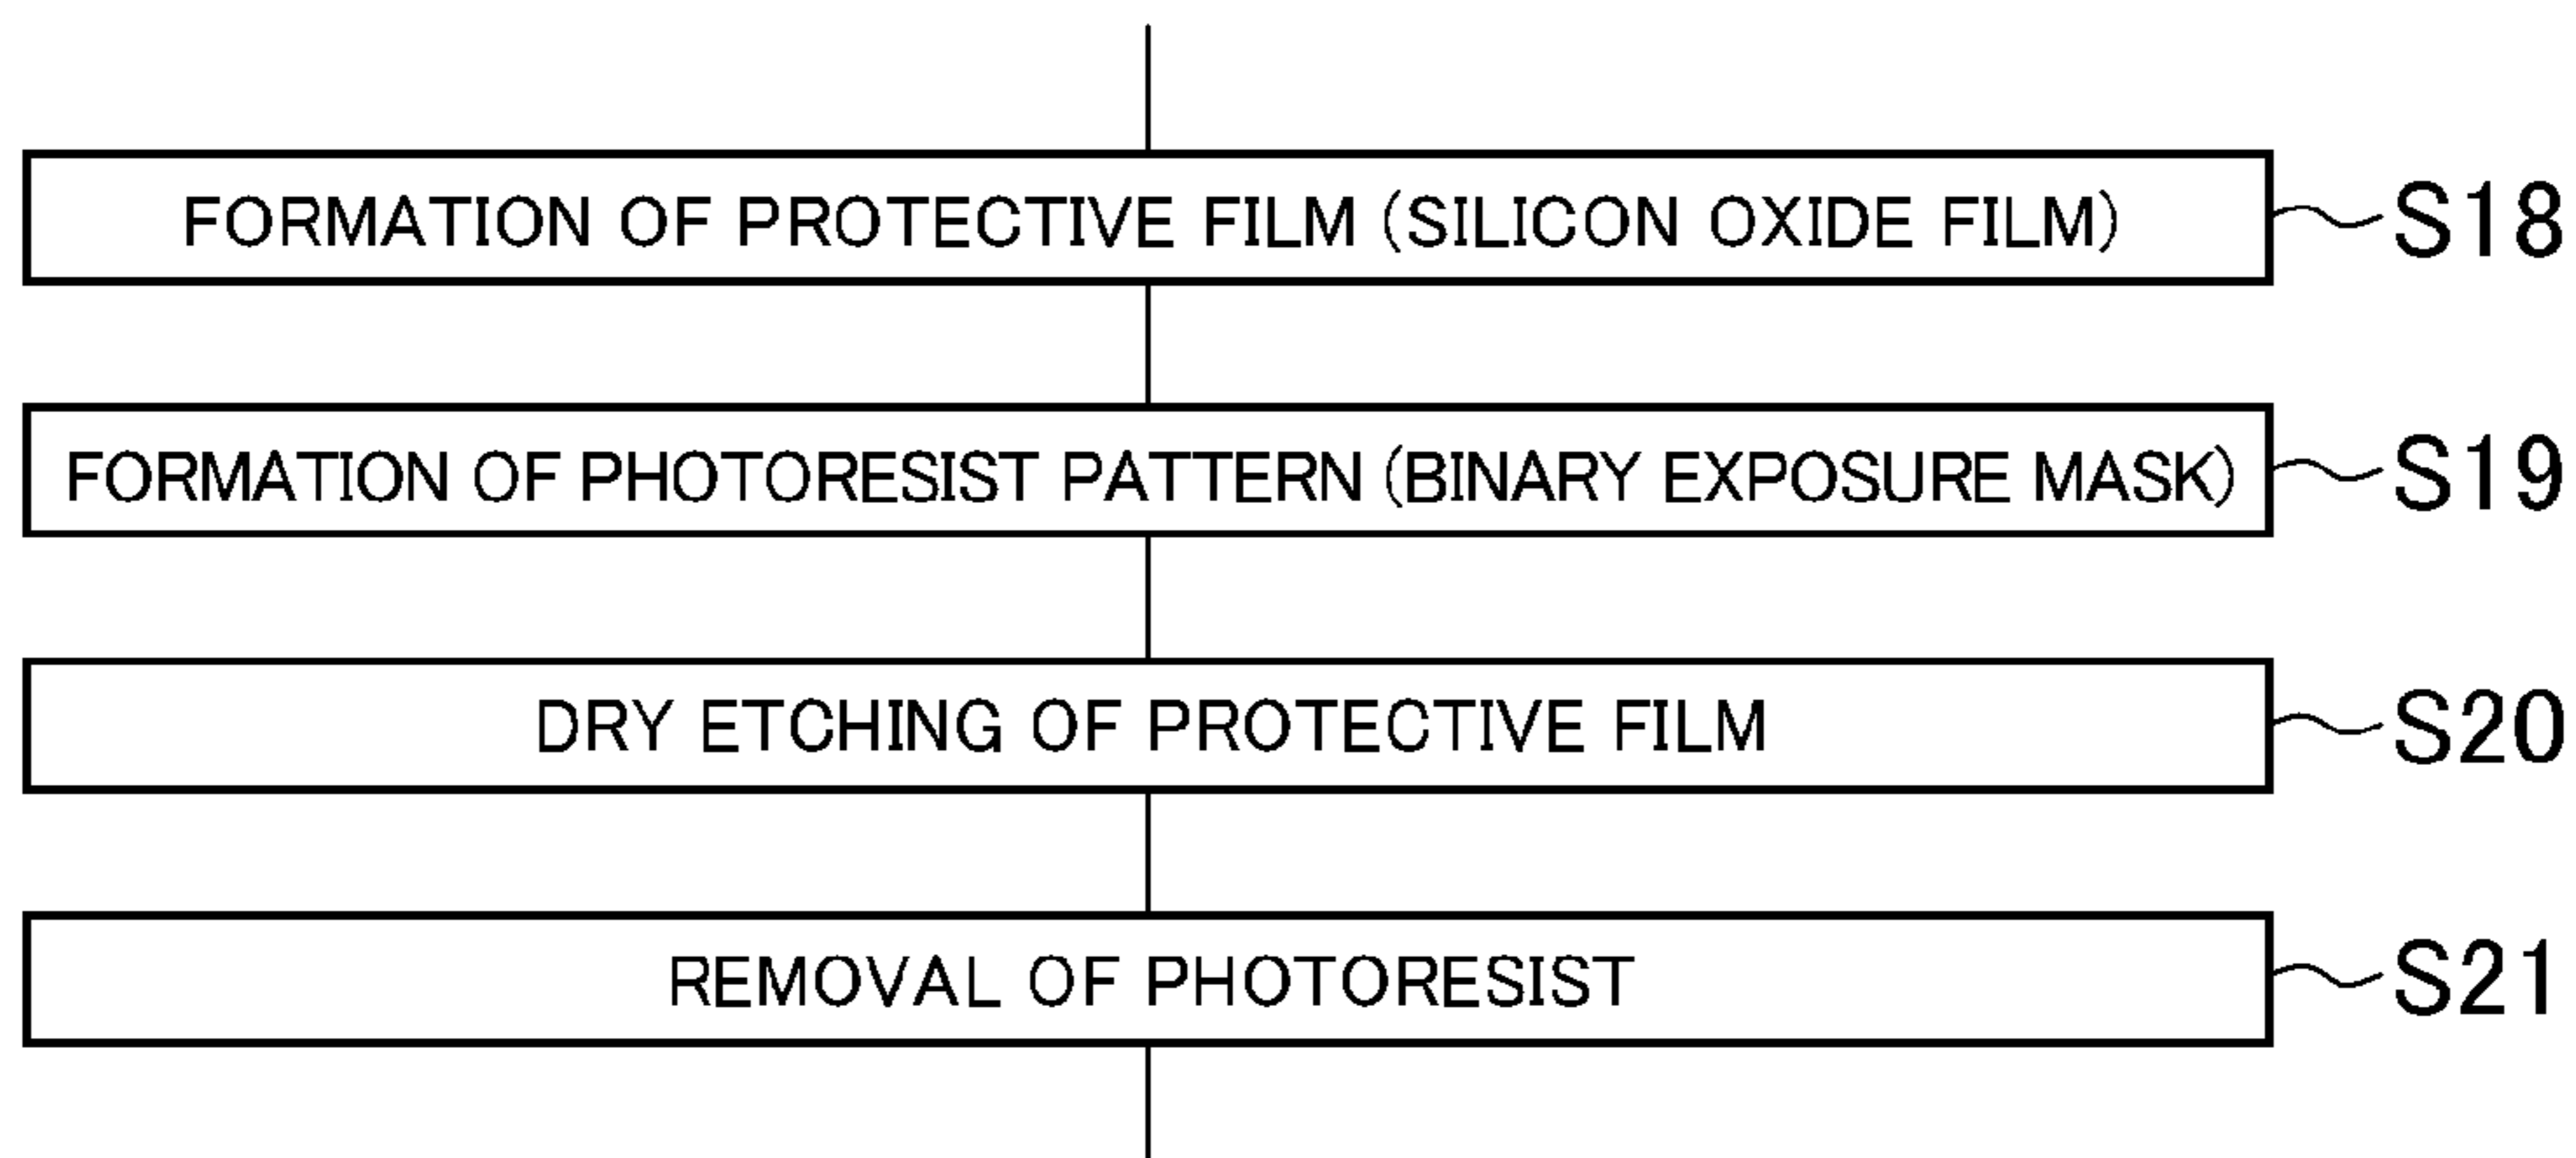 FORMATION OF PROTECTIVE FILM (SILICON OXIDE FILM) S18
FORMATION OF PHOTORESIST PATTERN (BINARY EXPOSURE MASK) S19
DRY ETCHING OF PROTECTIVE FILM S20
REMOVAL OF PHOTORESIST S21